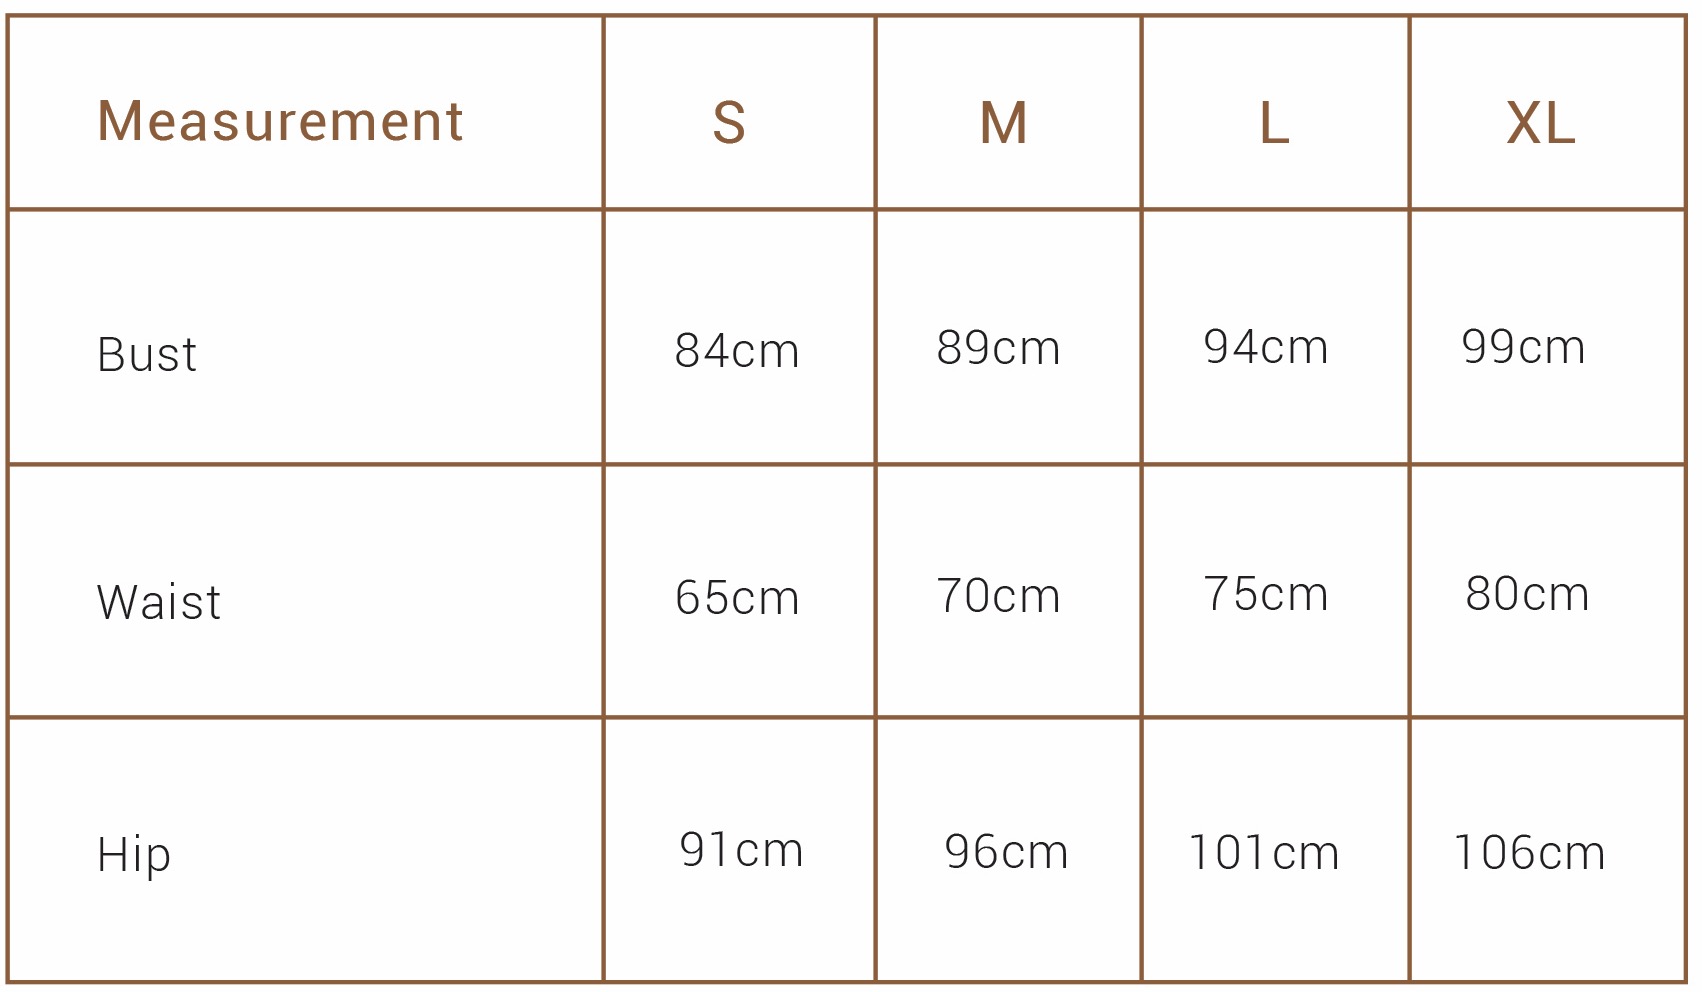 Measurement S M L XL
Bust 84cm 89cm 94cm 99cm
Waist 65cm 70cm 75cm 80cm
Hip 91cm 96cm 101cm 106cm